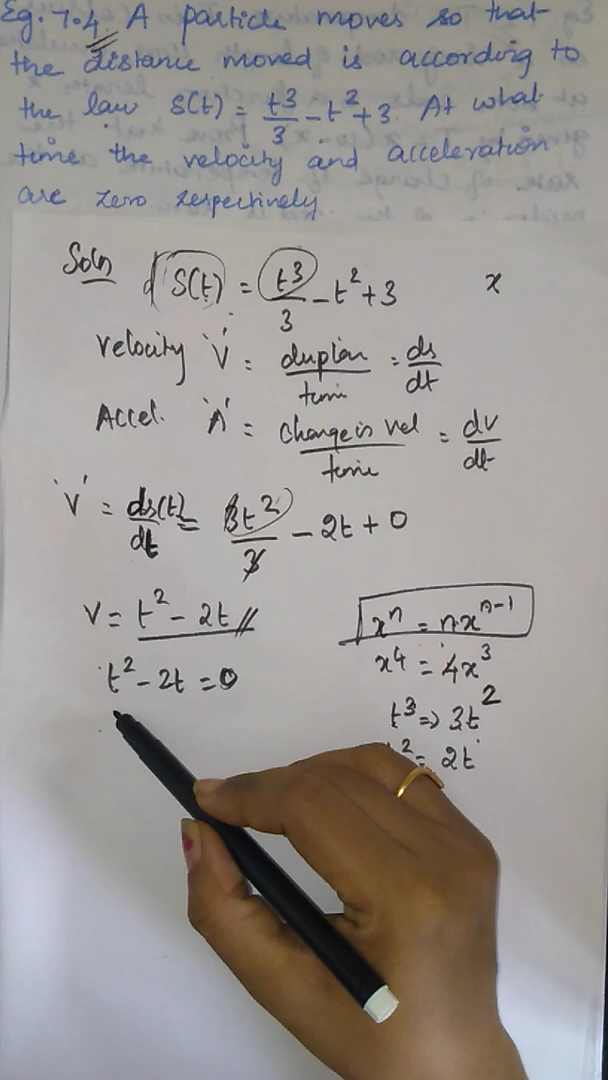 Eg. 7.4. A particle moves so that
the distance moved is according to
the law S(t) = t³/3 - t² + 3. At what
time the velocity and acceleration
are zero respectively.
Soln
S(t) = t³/3 - t² + 3 x
velocity 'V' = /time = ds/dt
Accel. 'A' = change in vel/time = dv/dt
'V' = ds(t)/dt = 3t²/3 - 2t + 0
V = t² - 2t //
xⁿ = nxⁿ⁻¹
t² - 2t = 0
x⁴ = 4x³
t³ => 3t²
t² = 2t